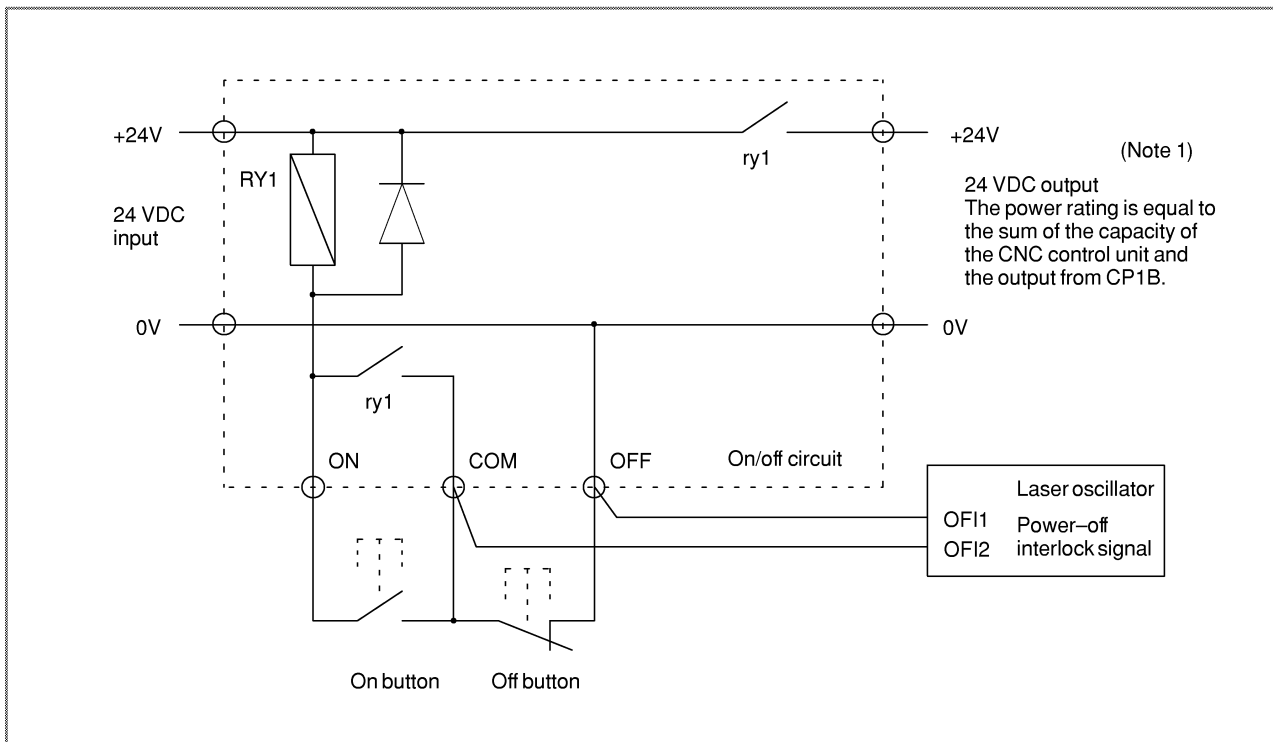 +24V
ry1
+24V
(Note 1)
RY1
24 VDC
input
24 VDC output
The power rating is equal to
the sum of the capacity of
the CNC control unit and
the output from CP1B.
0V
0V
ry1
ON
COM
OFF
On/off circuit
Laser oscillator
OFI1
OFI2
Power–off
interlock signal
On button
Off button